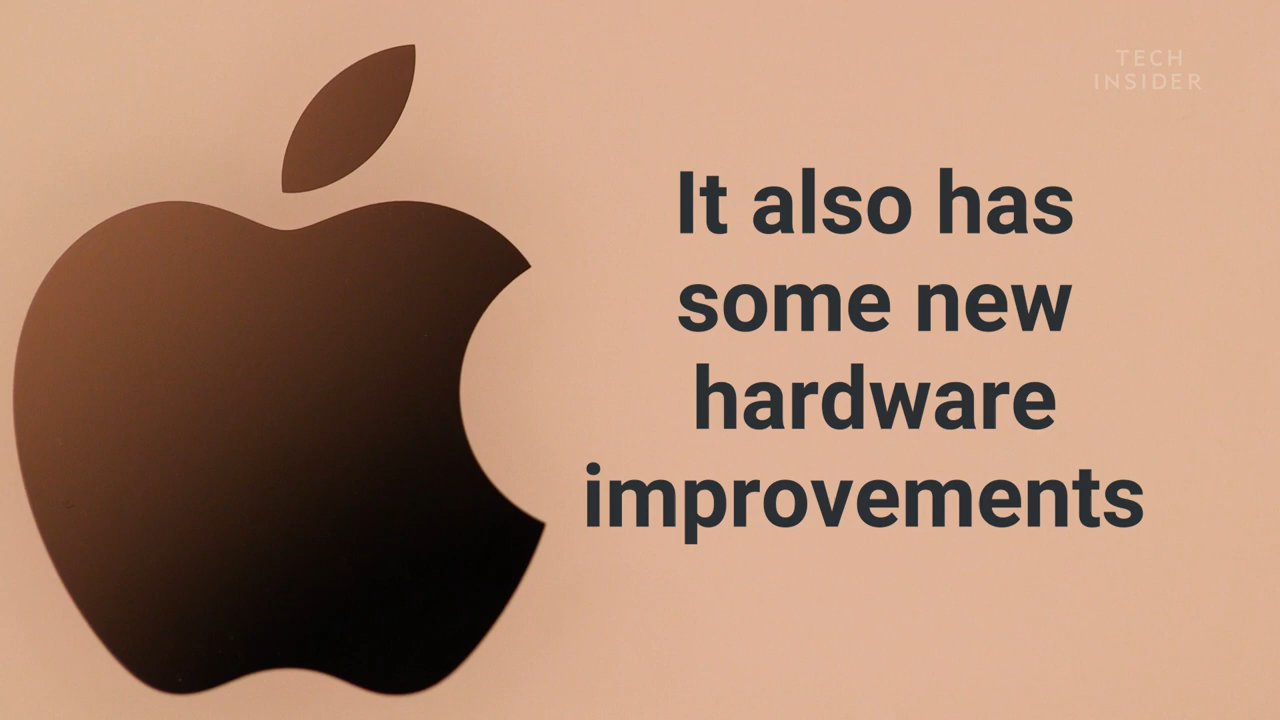 TECH
INSIDER
It also has
some new
hardware
improvements